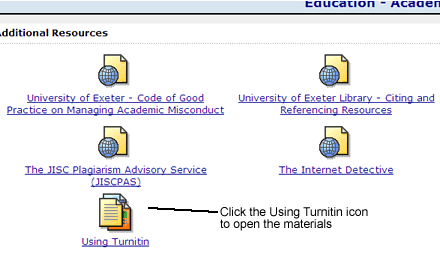 Education - Academ
Additional Resources
University of Exeter - Code of Good
Practice on Managing Academic Misconduct
University of Exeter Library - Citing and
Referencing Resources
The JISC Plagiarism Advisory Service
(JISCPAS)
The Internet Detective
Using Turnitin
Click the Using Turnitin icon
to open the materials